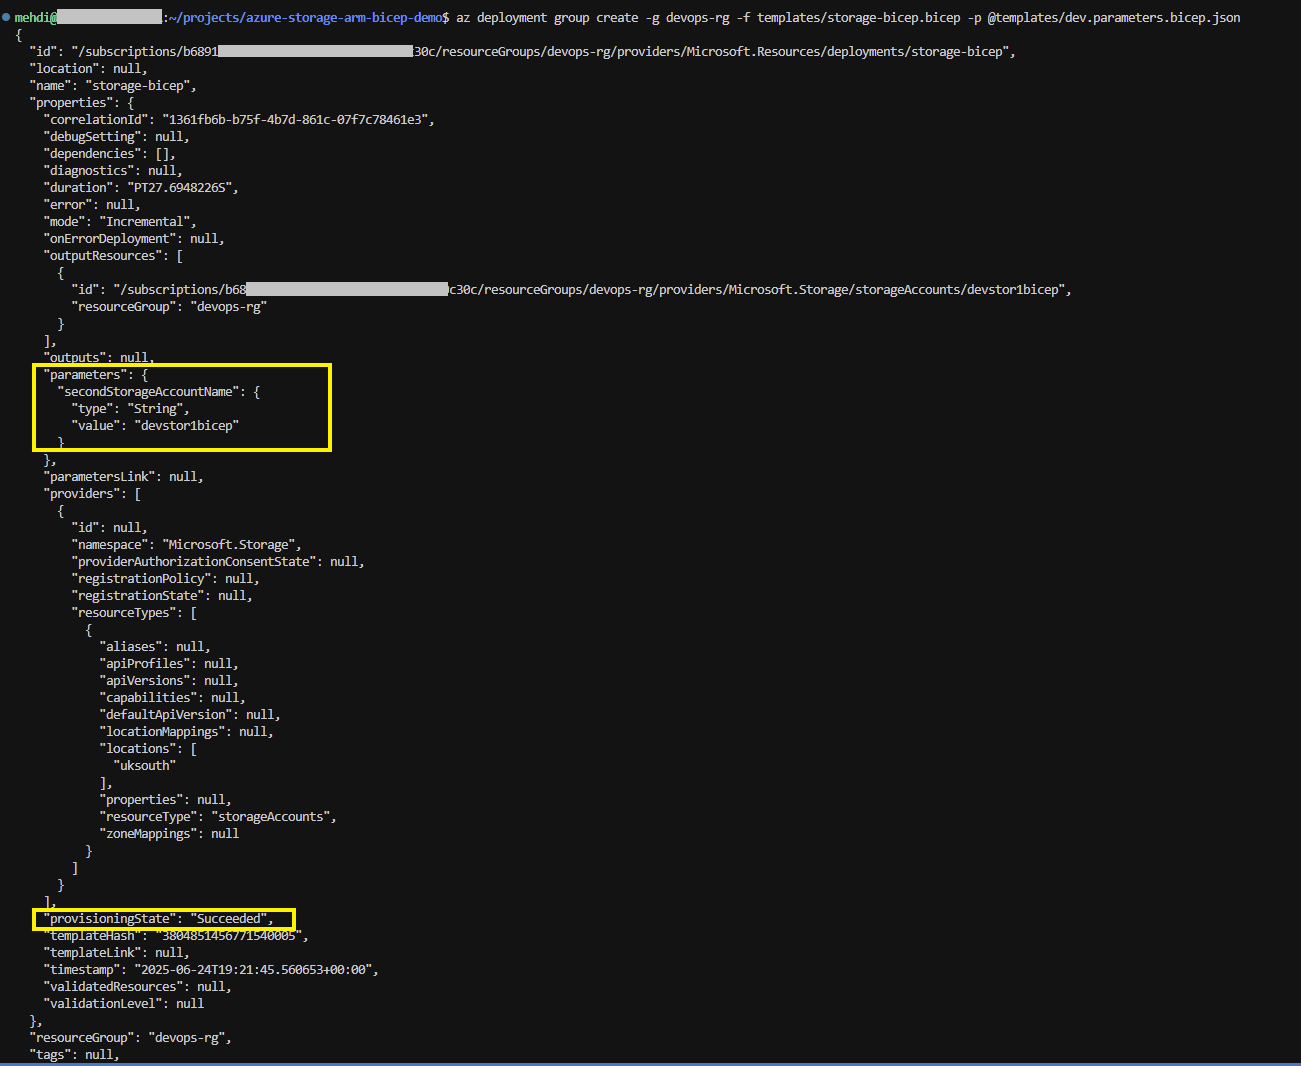 mehdi@ :~/projects/azure-storage-arm-bicep-demo$ az deployment group create -g devops-rg -f templates/storage-bicep.bicep -p @templates/dev.parameters.bicep.json
{
"id": "/subscriptions/b6891 30c/resourceGroups/devops-rg/providers/Microsoft.Resources/deployments/storage-bicep",
"location": null,
"name": "storage-bicep",
"properties": {
"correlationId": "1361fb6b-b75f-4b7d-861c-07f7c78461e3",
"debugSetting": null,
"dependencies": [],
"diagnostics": null,
"duration": "PT27.6948226S",
"error": null,
"mode": "Incremental",
"onErrorDeployment": null,
"outputResources": [
{
"id": "/subscriptions/b68 c30c/resourceGroups/devops-rg/providers/Microsoft.Storage/storageAccounts/devstor1bicep",
"resourceGroup": "devops-rg"
}
],
"outputs": null,
"parameters": {
"secondStorageAccountName": {
"type": "String",
"value": "devstor1bicep"
}
},
"parametersLink": null,
"providers": [
{
"id": null,
"namespace": "Microsoft.Storage",
"providerAuthorizationConsentState": null,
"registrationPolicy": null,
"registrationState": null,
"resourceTypes": [
{
"aliases": null,
"apiProfiles": null,
"apiVersions": null,
"capabilities": null,
"defaultApiVersion": null,
"locationMappings": null,
"locations": [
"uksouth"
],
"properties": null,
"resourceType": "storageAccounts",
"zoneMappings": null
}
]
}
],
"provisioningState": "Succeeded",
"templateHash": "3804851456771540005",
"templateLink": null,
"timestamp": "2025-06-24T19:21:45.560653+00:00",
"validatedResources": null,
"validationLevel": null
},
"resourceGroup": "devops-rg",
"tags": null,